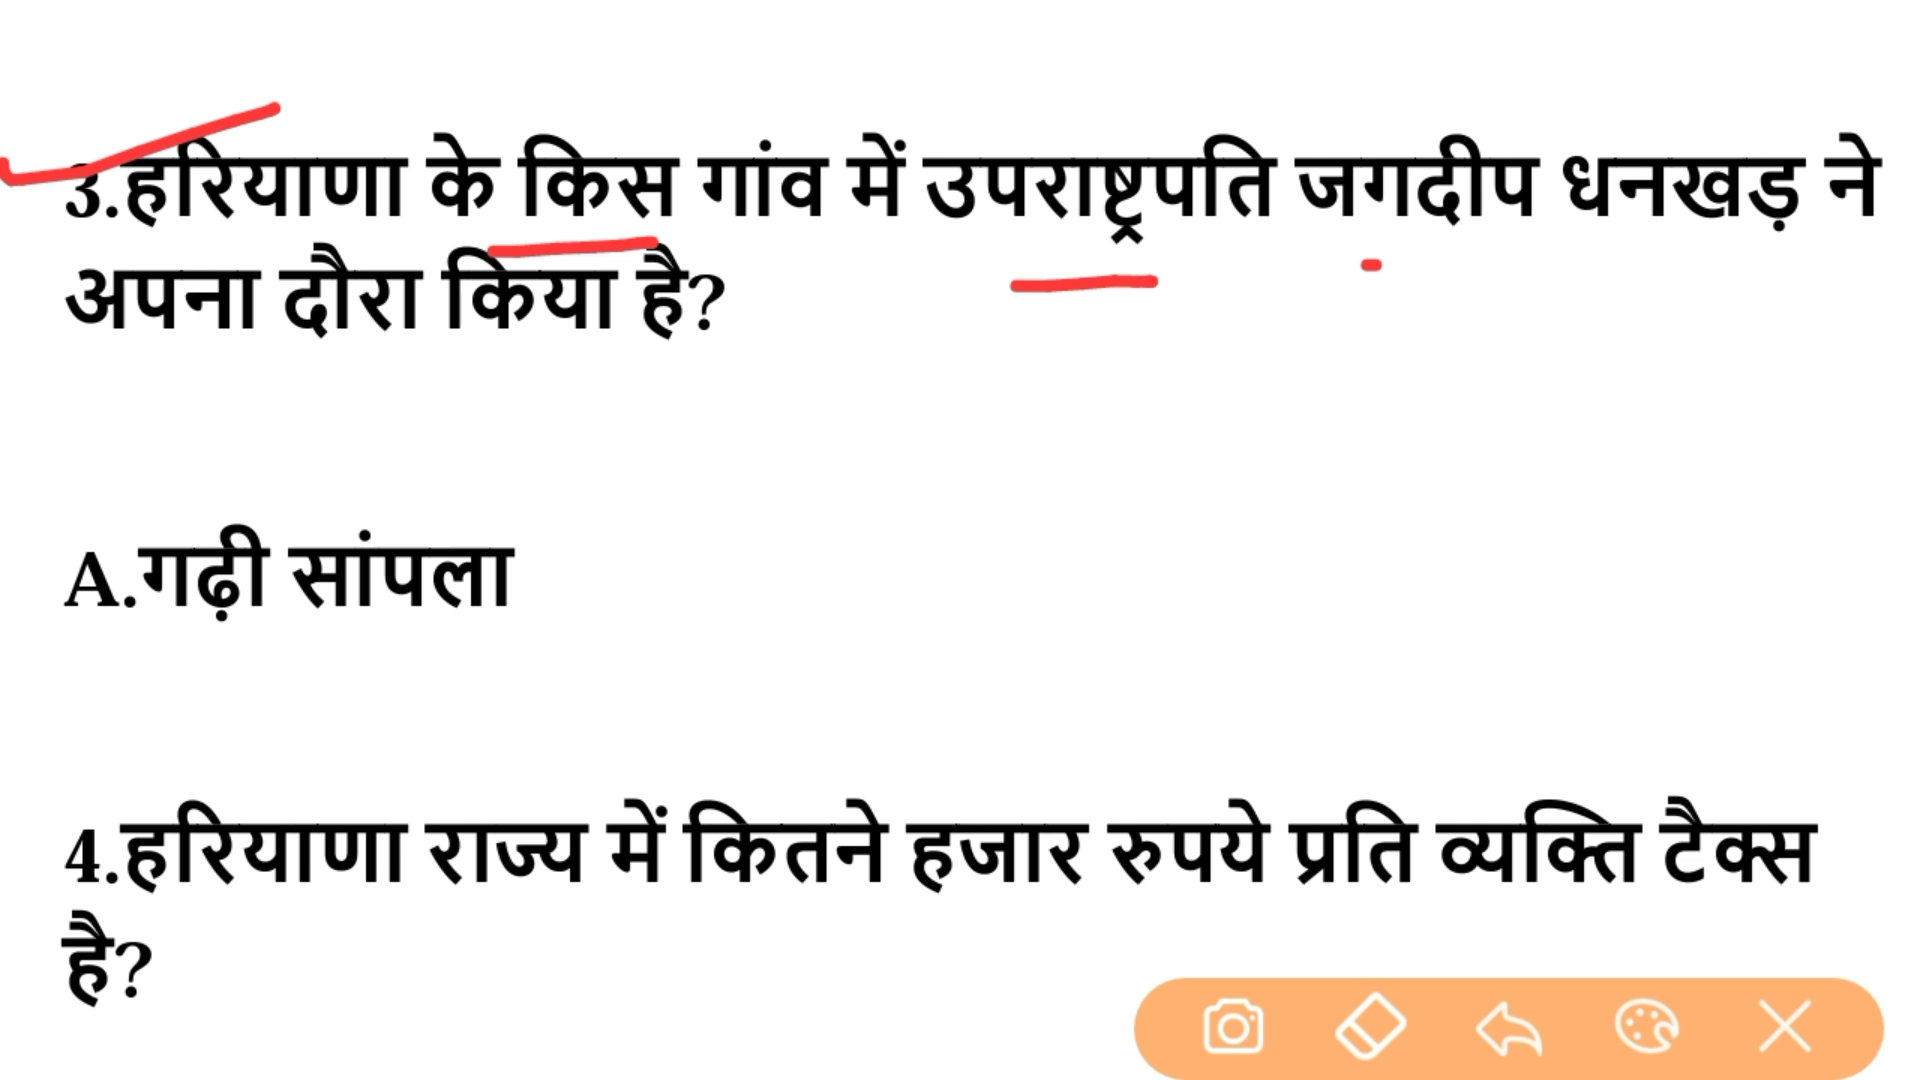 3.हरियाणा के किस गांव में उपराष्ट्रपति जगदीप धनखड़ ने
अपना दौरा किया है?
A.गढ़ी सांपला
4.हरियाणा राज्य में कितने हजार रुपये प्रति व्यक्ति टैक्स
है?